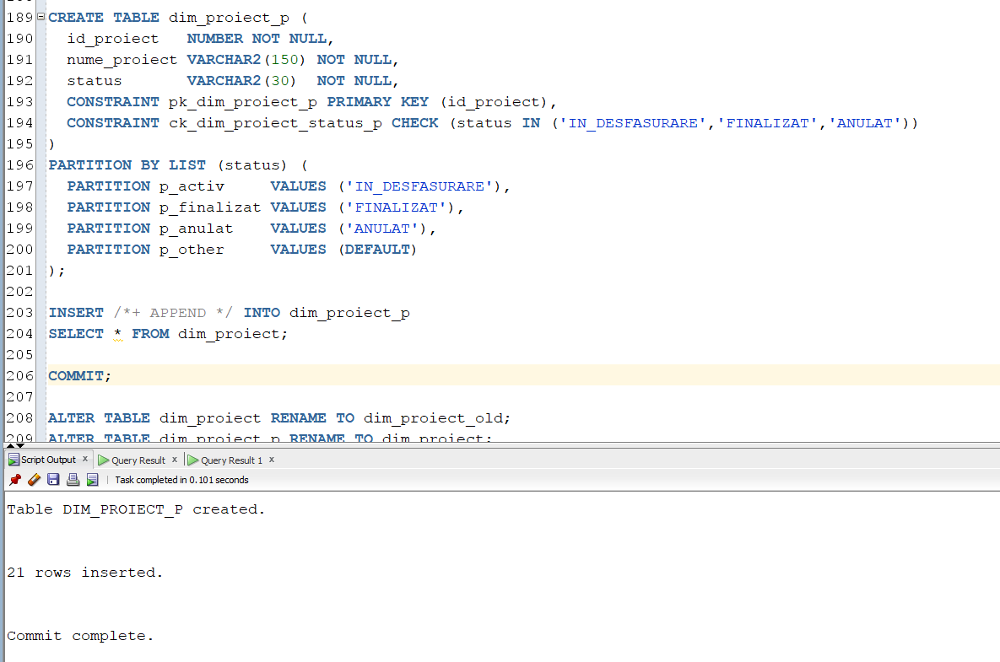 189 CREATE TABLE dim_proiect_p (
190 id_proiect NUMBER NOT NULL,
191 nume_proiect VARCHAR2(150) NOT NULL,
192 status VARCHAR2(30) NOT NULL,
193 CONSTRAINT pk_dim_proiect_p PRIMARY KEY (id_proiect),
194 CONSTRAINT ck_dim_proiect_status_p CHECK (status IN ('IN_DESFASURARE','FINALIZAT','ANULAT'))
195 )
196 PARTITION BY LIST (status) (
197 PARTITION p_activ VALUES ('IN_DESFASURARE'),
198 PARTITION p_finalizat VALUES ('FINALIZAT'),
199 PARTITION p_anulat VALUES ('ANULAT'),
200 PARTITION p_other VALUES (DEFAULT)
201 );
202
203 INSERT /*+ APPEND */ INTO dim_proiect_p
204 SELECT * FROM dim_proiect;
205
206 COMMIT;
207
208 ALTER TABLE dim_proiect RENAME TO dim_proiect_old;
209 ALTER TABLE dim_proiect_p RENAME TO dim_proiect;
Script Output x Query Result x Query Result 1 x
Task completed in 0.101 seconds
Table DIM_PROIECT_P created.
21 rows inserted.
Commit complete.